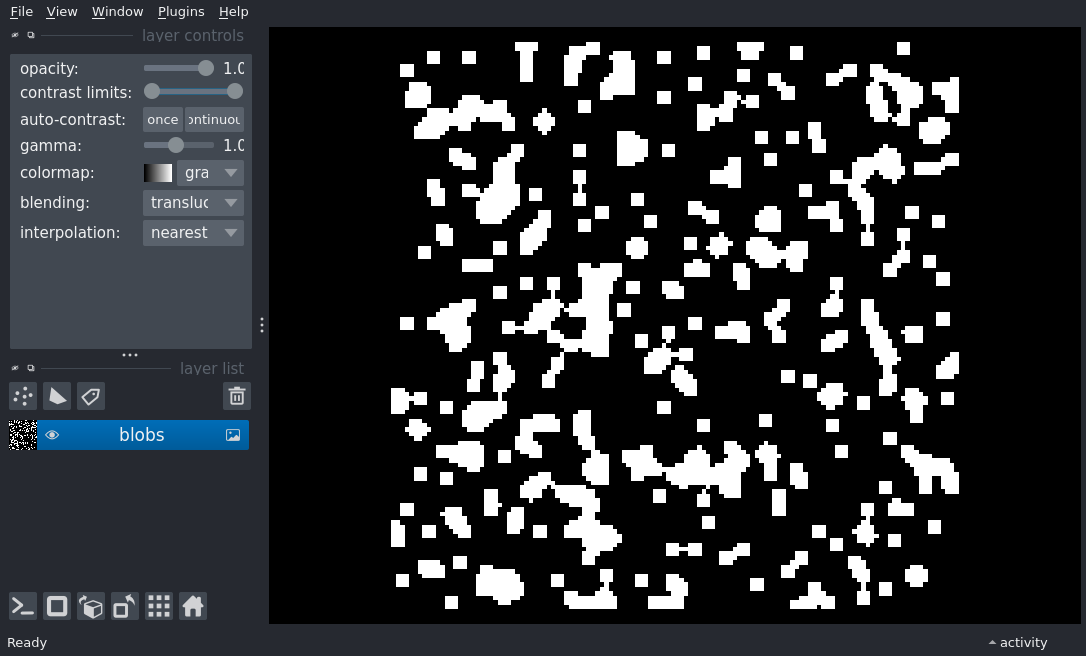 File View Window Plugins Help
layer controls
opacity: 1.0
contrast limits:
auto-contrast: once ontinuou
gamma: 1.0
colormap: gra
blending: transluc
interpolation: nearest
layer list
blobs
Ready activity